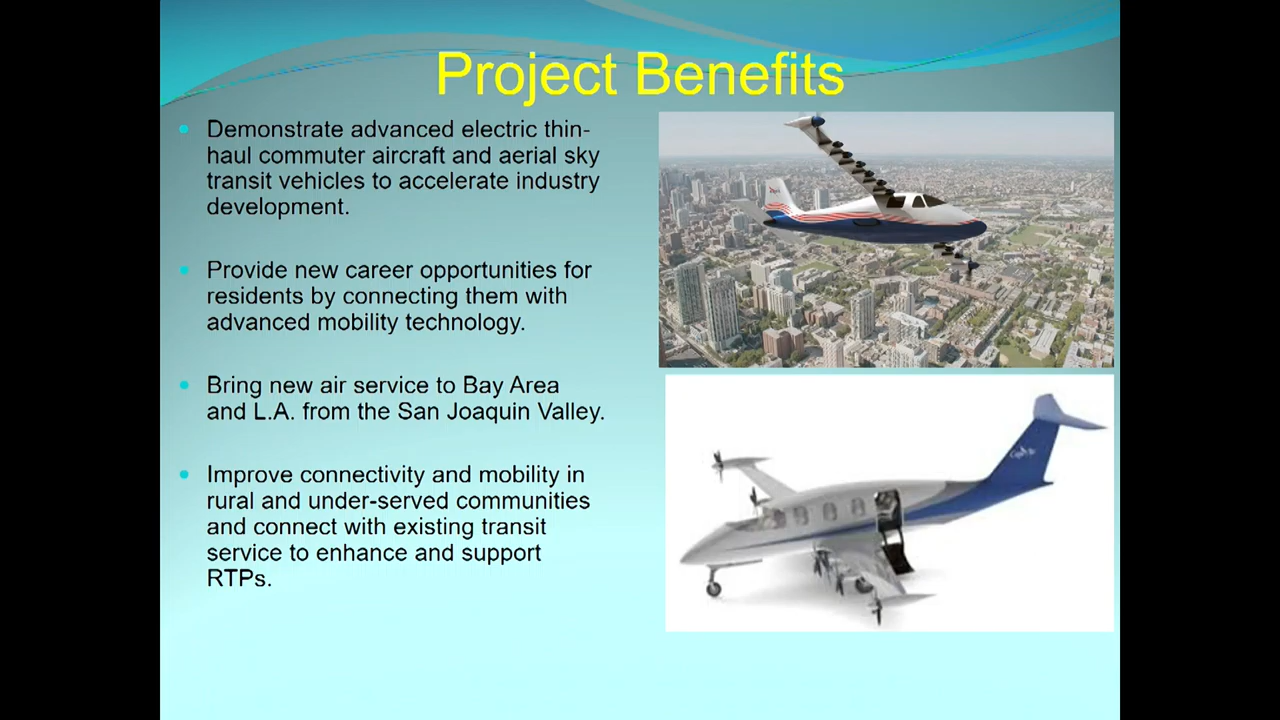 Project Benefits
Demonstrate advanced electric thin-
haul commuter aircraft and aerial sky
transit vehicles to accelerate industry
development.
Provide new career opportunities for
residents by connecting them with
advanced mobility technology.
Bring new air service to Bay Area
and L.A. from the San Joaquin Valley.
Improve connectivity and mobility in
rural and under-served communities
and connect with existing transit
service to enhance and support
RTPs.